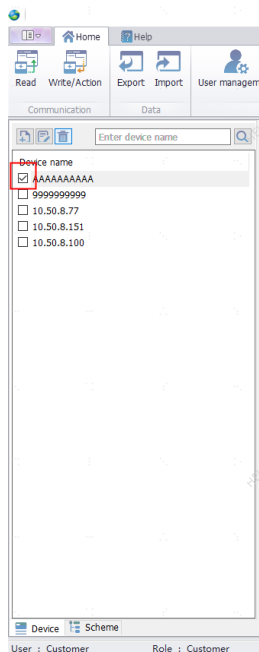 Home Help
Read Write/Action Export Import User managem
Communication Data
Enter device name
Device name
AAAAAAAAAA
9999999999
10.50.8.77
10.50.8.151
10.50.8.100
Device Scheme
User : Customer Role : Customer